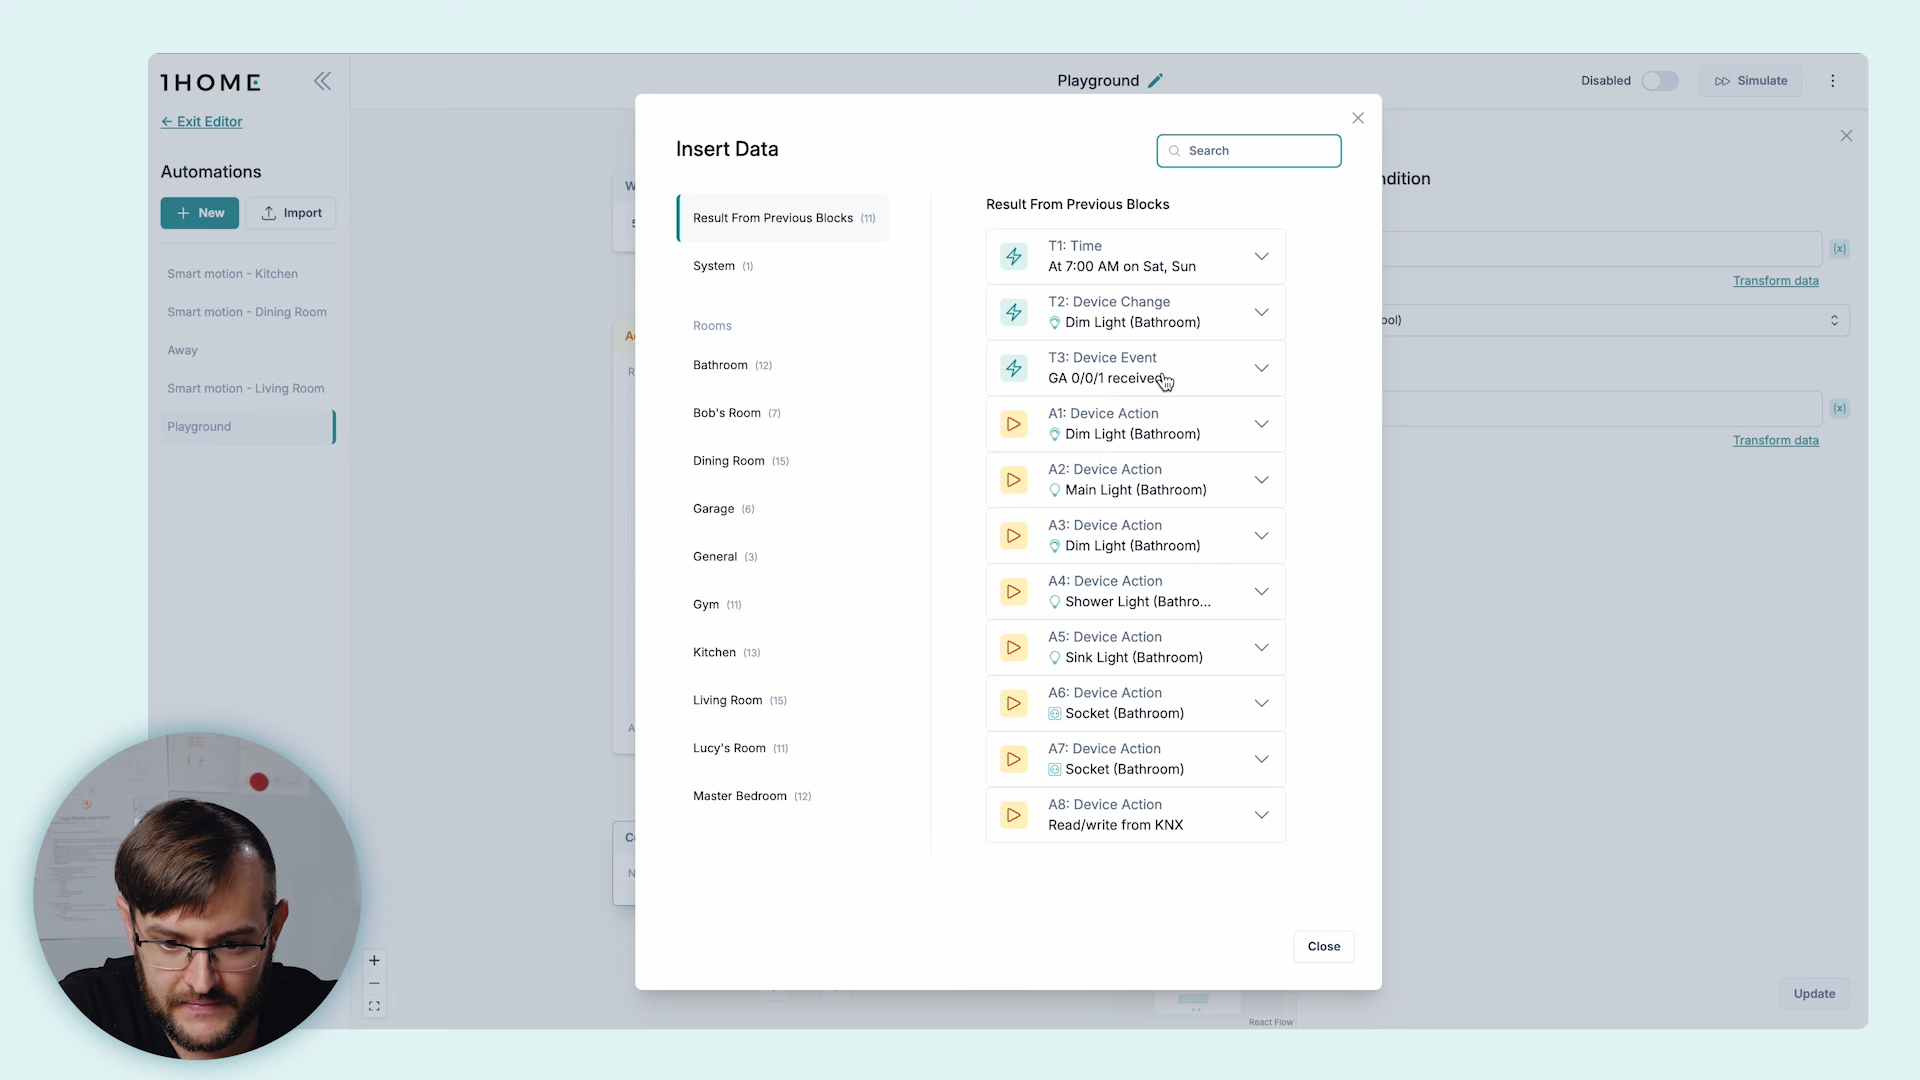 1HOME
← Exit Editor
Automations
New
Import
Smart motion - Kitchen
Smart motion - Dining Room
Away
Smart motion - Living Room
Playground
Playground
Disabled
Simulate
Insert Data
Search
Result From Previous Blocks (11)
System (1)
Rooms
Bathroom (12)
Bob's Room (7)
Dining Room (15)
Garage (6)
General (3)
Gym (11)
Kitchen (13)
Living Room (15)
Lucy's Room (11)
Master Bedroom (12)
Result From Previous Blocks
T1: Time
At 7:00 AM on Sat, Sun
T2: Device Change
Dim Light (Bathroom)
T3: Device Event
GA 0/0/1 received
A1: Device Action
Dim Light (Bathroom)
A2: Device Action
Main Light (Bathroom)
A3: Device Action
Dim Light (Bathroom)
A4: Device Action
Shower Light (Bathro...
A5: Device Action
Sink Light (Bathroom)
A6: Device Action
Socket (Bathroom)
A7: Device Action
Socket (Bathroom)
A8: Device Action
Read/write from KNX
Close
ndition
{x}
Transform data
ool)
{x}
Transform data
Update
React Flow